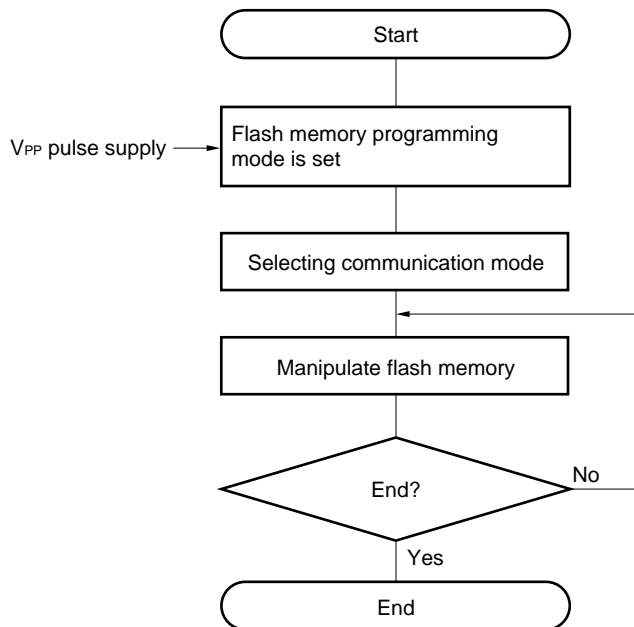 Start
Flash memory programming
mode is set
VPP pulse supply
Selecting communication mode
Manipulate flash memory
End?
No
Yes
End